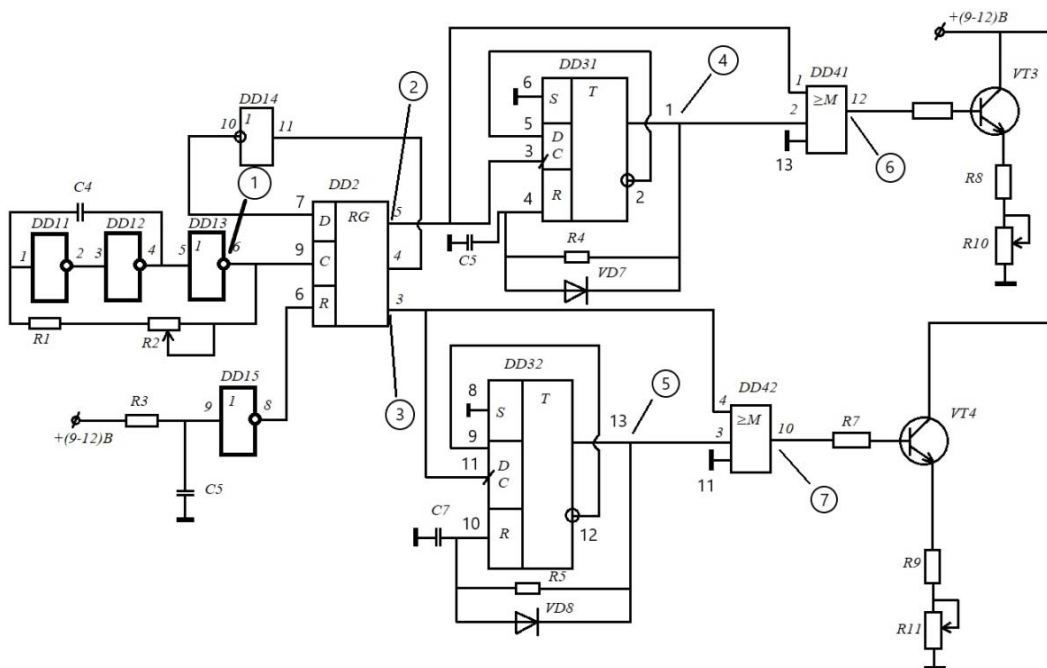 +(9-12)В
DD31
VT3
DD41
DD14
DD11
DD12
DD13
DD2
DD15
DD32
DD42
VT4
6
S
T
4
1
≥M
12
2
10
1
11
2
5
D
1
2
13
6
3
C
R8
1
C4
7
D
RG
5
4
R
2
R10
1
2
3
4
5
1
6
9
C
4
C5
R4
R1
R2
6
R
3
VD7
R3
9
1
8
3
8
S
T
5
4
≥M
+(9-12)В
9
13
3
10
R7
C5
11
D
C
11
7
C7
10
R
12
R5
R9
VD8
R11